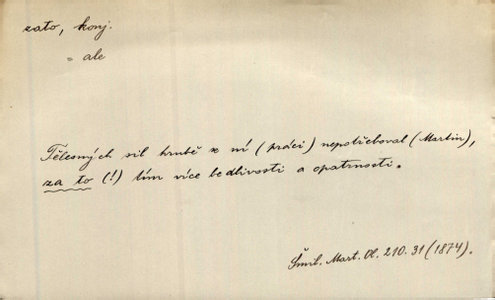 zato, konj.
= ale
Tělesných sil hrubě k ní (práci) nepotřeboval (Martin),
za to (!) tím více bedlivosti a opatrnosti.
Šmil. Mart. Ol. 210.31 (1874).